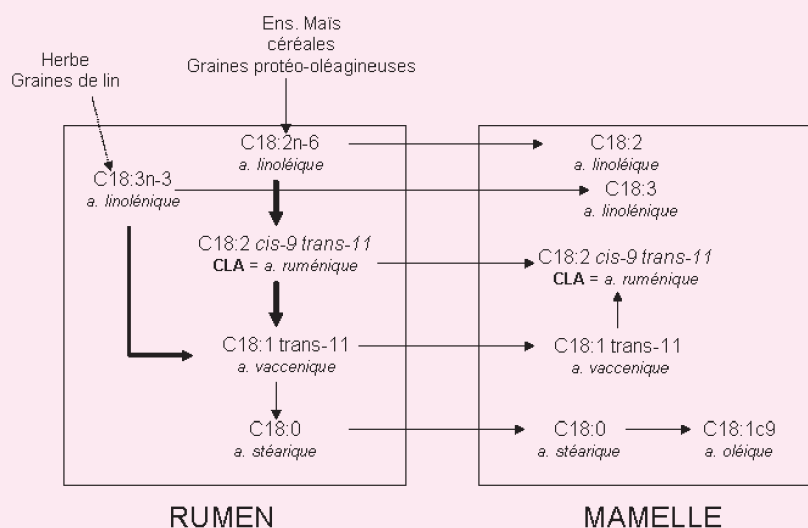 Ens. Maïs
céréales
Graines protéo-oléagineuses
Herbe
Graines de lin
C18:2n-6
a. linoléique
C18:3n-3
a. linolénique
C18:2 cis-9 trans-11
CLA = a. ruménique
C18:1 trans-11
a. vaccenique
C18:0
a. stéarique
RUMEN
C18:2
a. linoléique
C18:3
a. linolénique
C18:2 cis-9 trans-11
CLA = a. ruménique
C18:1 trans-11
a. vaccenique
C18:0
a. stéarique
C18:1c9
a. oléique
MAMELLE